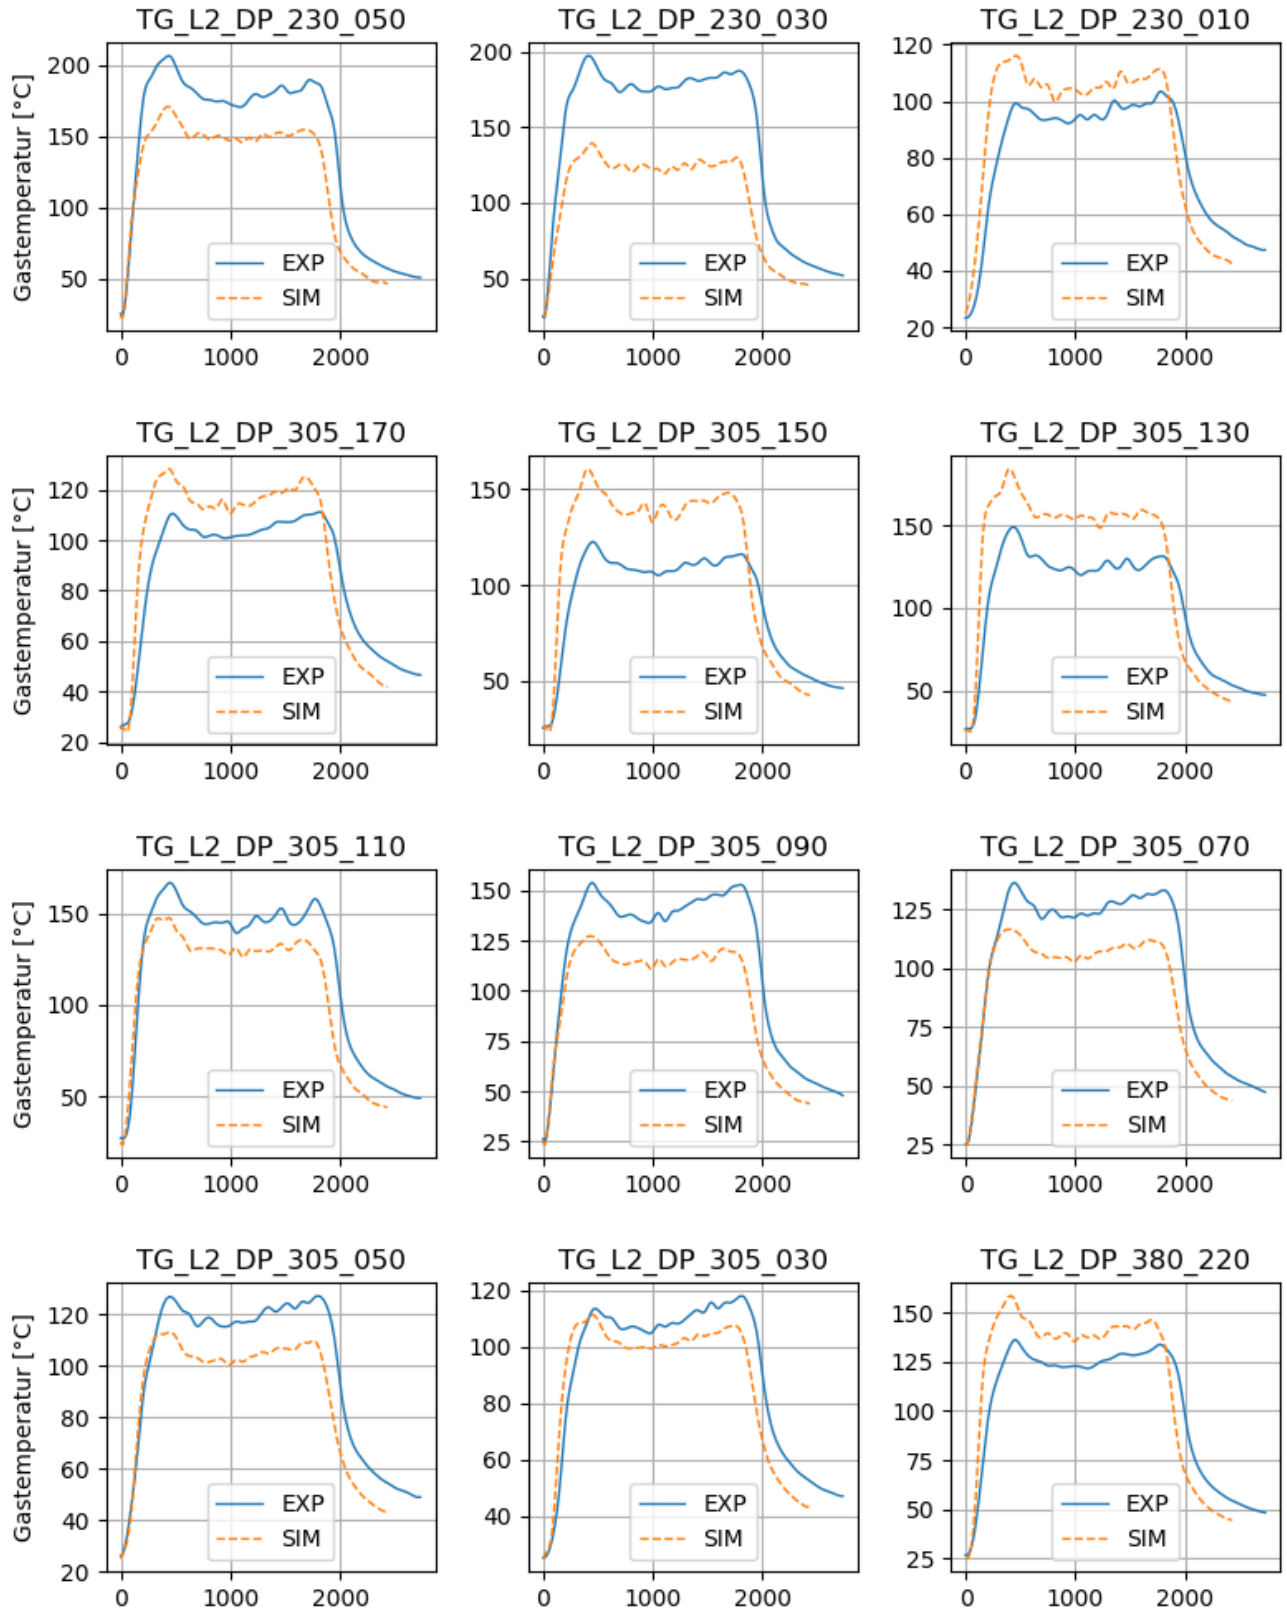 TG_L2_DP_230_050 TG_L2_DP_230_030 TG_L2_DP_230_010
Gastemperatur [°C]
200
150
100
50
EXP
SIM
0 1000 2000
200
150
100
50
EXP
SIM
0 1000 2000
120
100
80
60
40
20
EXP
SIM
0 1000 2000
TG_L2_DP_305_170 TG_L2_DP_305_150 TG_L2_DP_305_130
Gastemperatur [°C]
120
100
80
60
40
20
EXP
SIM
0 1000 2000
150
100
50
EXP
SIM
0 1000 2000
150
100
50
EXP
SIM
0 1000 2000
TG_L2_DP_305_110 TG_L2_DP_305_090 TG_L2_DP_305_070
Gastemperatur [°C]
150
100
50
EXP
SIM
0 1000 2000
150
125
100
75
50
25
EXP
SIM
0 1000 2000
125
100
75
50
25
EXP
SIM
0 1000 2000
TG_L2_DP_305_050 TG_L2_DP_305_030 TG_L2_DP_380_220
Gastemperatur [°C]
120
100
80
60
40
20
EXP
SIM
0 1000 2000
120
100
80
60
40
EXP
SIM
0 1000 2000
150
125
100
75
50
25
EXP
SIM
0 1000 2000